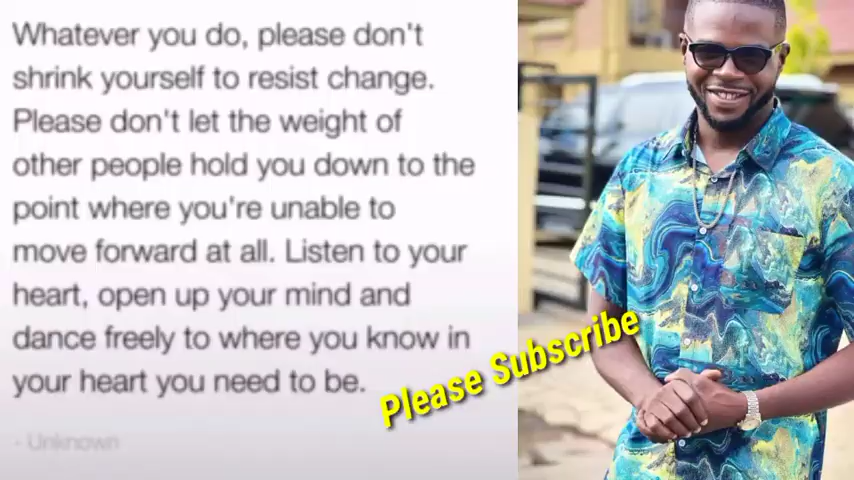 Whatever you do, please don't
shrink yourself to resist change.
Please don't let the weight of
other people hold you down to the
point where you're unable to
move forward at all. Listen to your
heart, open up your mind and
dance freely to where you know in
your heart you need to be.
- Unknown
Please Subscribe